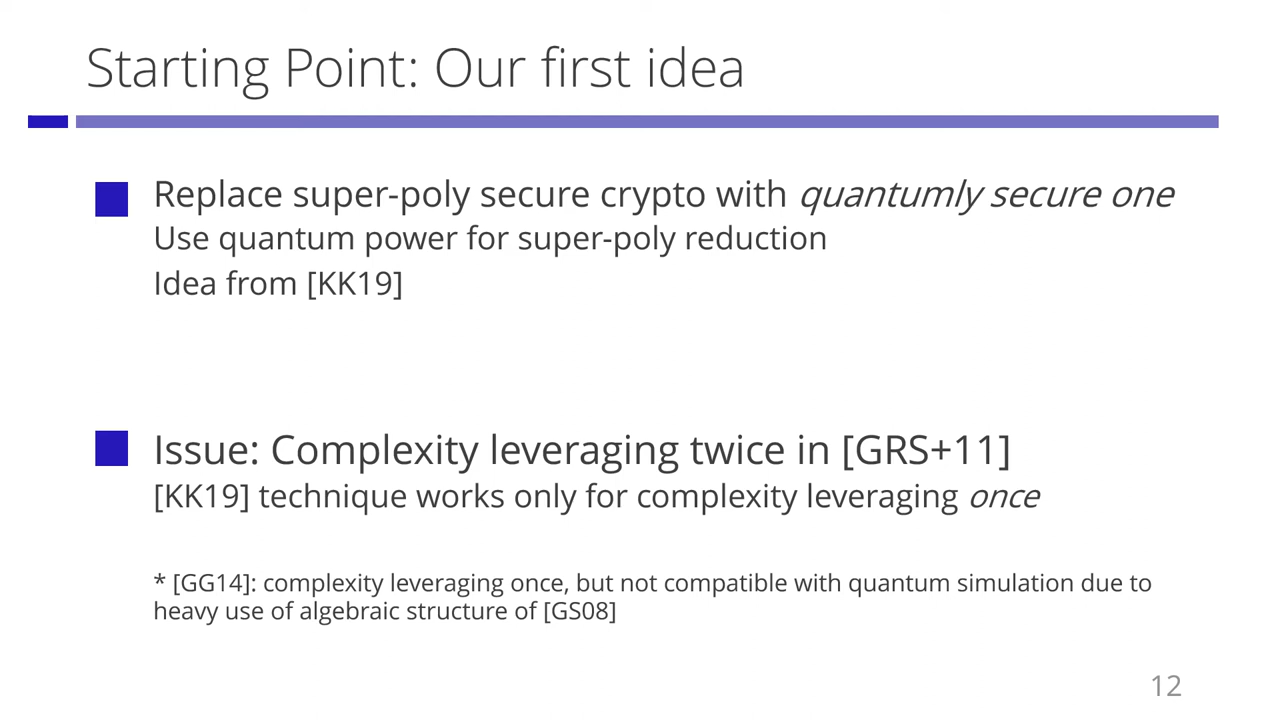 Starting Point: Our first idea
Replace super-poly secure crypto with quantumly secure one
Use quantum power for super-poly reduction
Idea from [KK19]
Issue: Complexity leveraging twice in [GRS+11]
[KK19] technique works only for complexity leveraging once
* [GG14]: complexity leveraging once, but not compatible with quantum simulation due to
heavy use of algebraic structure of [GS08]
12